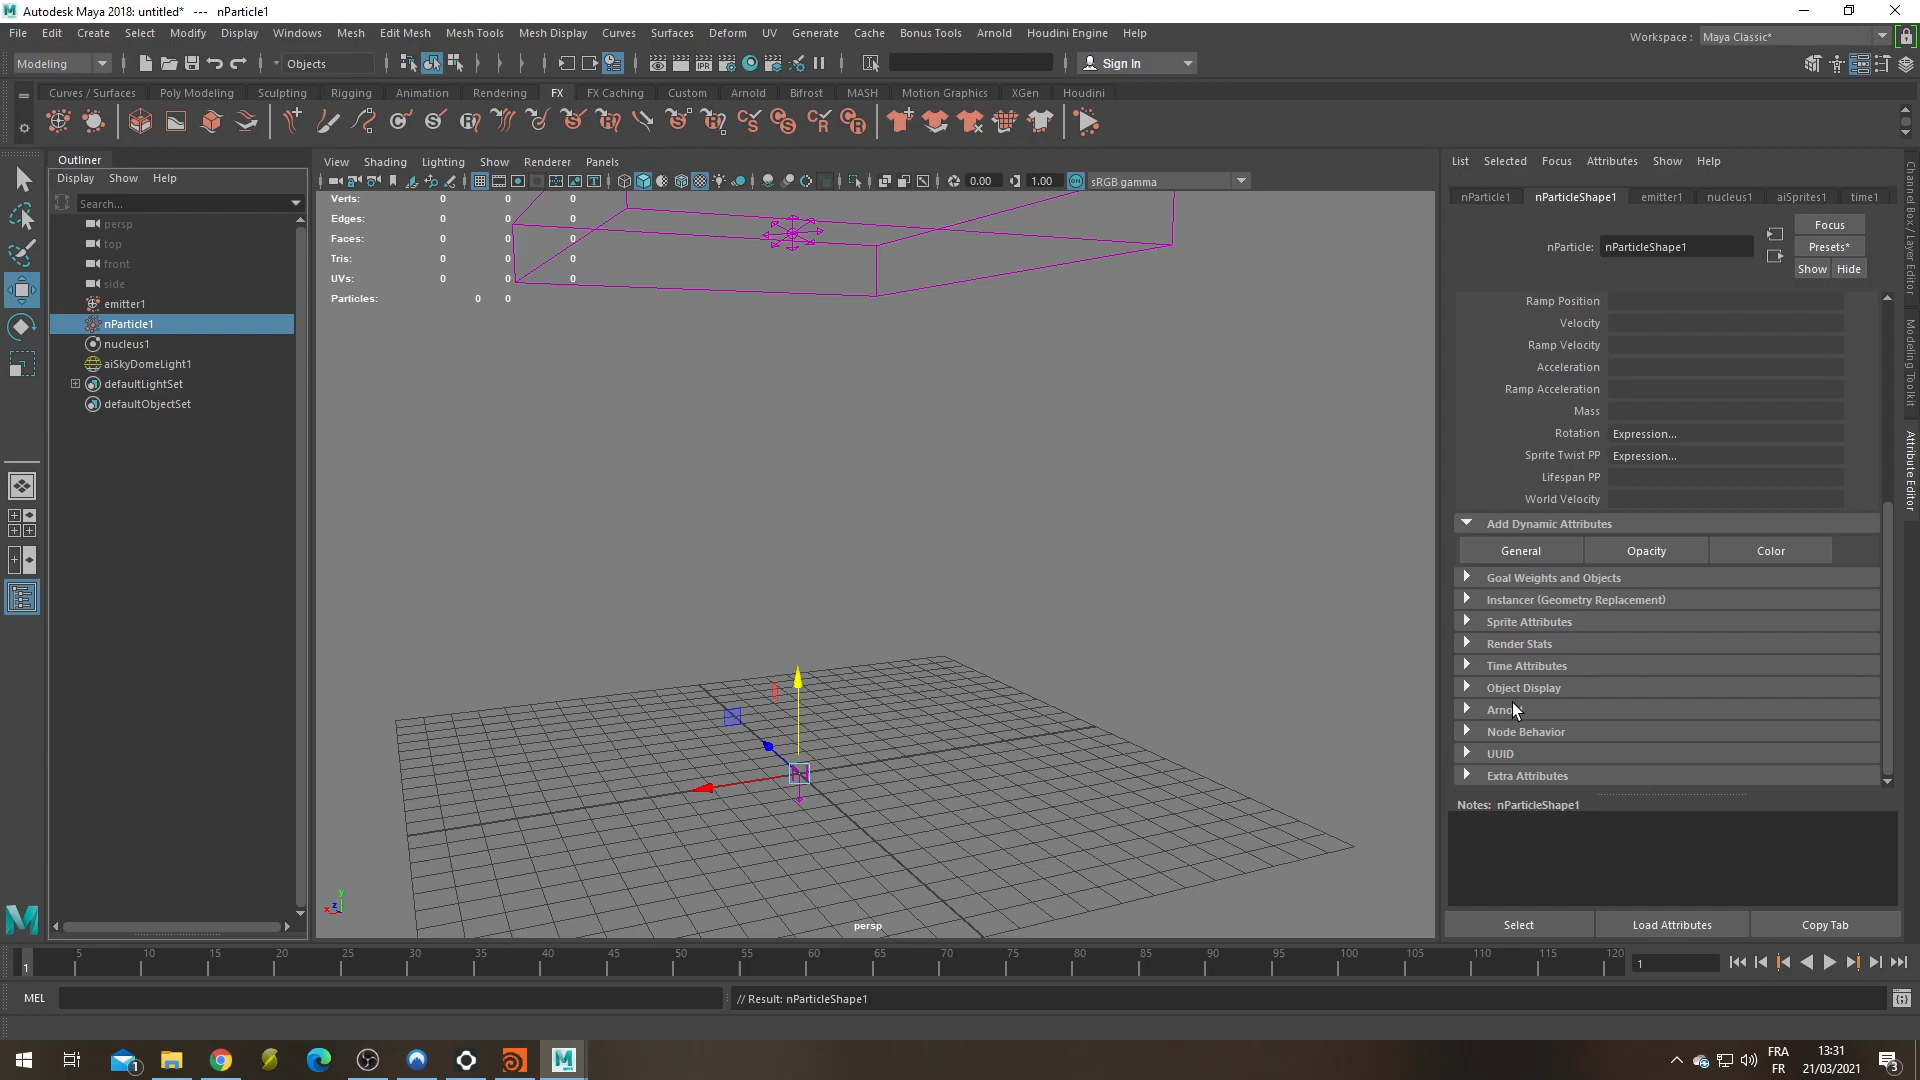 Autodesk Maya 2018: untitled* --- nParticle1
File Edit Create Select Modify Display Windows Mesh Edit Mesh Mesh Tools Mesh Display Curves Surfaces Deform UV Generate Cache Bonus Tools Arnold Houdini Engine Help
Workspace : Maya Classic*
Modeling Objects Sign In
Curves / Surfaces Poly Modeling Sculpting Rigging Animation Rendering FX FX Caching Custom Arnold Bifrost MASH Motion Graphics XGen Houdini
Outliner
Display Show Help
Search...
persp
top
front
side
emitter1
nParticle1
nucleus1
aiSkyDomeLight1
defaultLightSet
defaultObjectSet
View Shading Lighting Show Renderer Panels
0.00 1.00 sRGB gamma
Verts: 0 0 0
Edges: 0 0 0
Faces: 0 0 0
Tris: 0 0 0
UVs: 0 0 0
Particles: 0 0
persp
List Selected Focus Attributes Show Help
nParticle1 nParticleShape1 emitter1 nucleus1 aiSprites1 time1
nParticle: nParticleShape1
Focus
Presets*
Show Hide
Ramp Position
Velocity
Ramp Velocity
Acceleration
Ramp Acceleration
Mass
Rotation Expression...
Sprite Twist PP Expression...
Lifespan PP
World Velocity
Add Dynamic Attributes
General Opacity Color
Goal Weights and Objects
Instancer (Geometry Replacement)
Sprite Attributes
Render Stats
Time Attributes
Object Display
Arno
Node Behavior
UUID
Extra Attributes
Notes: nParticleShape1
Select Load Attributes Copy Tab
Channel Box / Layer Editor
Modeling Toolkit
Attribute Editor
1 5 10 15 20 25 30 35 40 45 50 55 60 65 70 75 80 85 90 95 100 105 110 115 120 1
MEL // Result: nParticleShape1
FRA
FR
13:31
21/03/2021